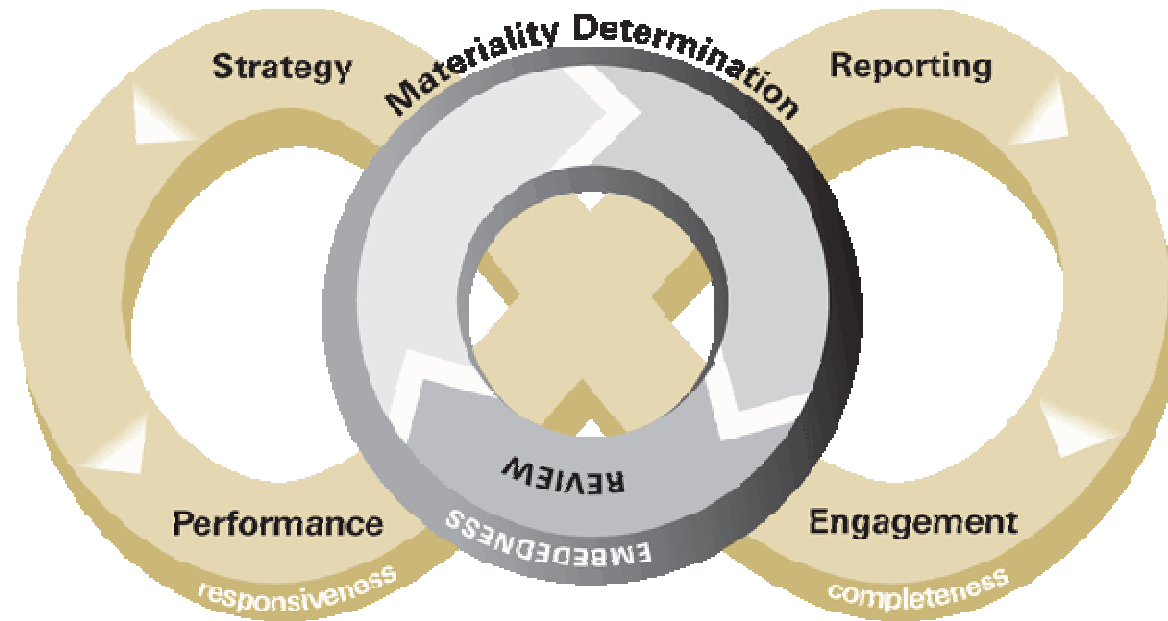 Materiality Determination
Strategy
Reporting
REVIEW
EMBEDEDNESS
Performance
Engagement
responsiveness
completeness